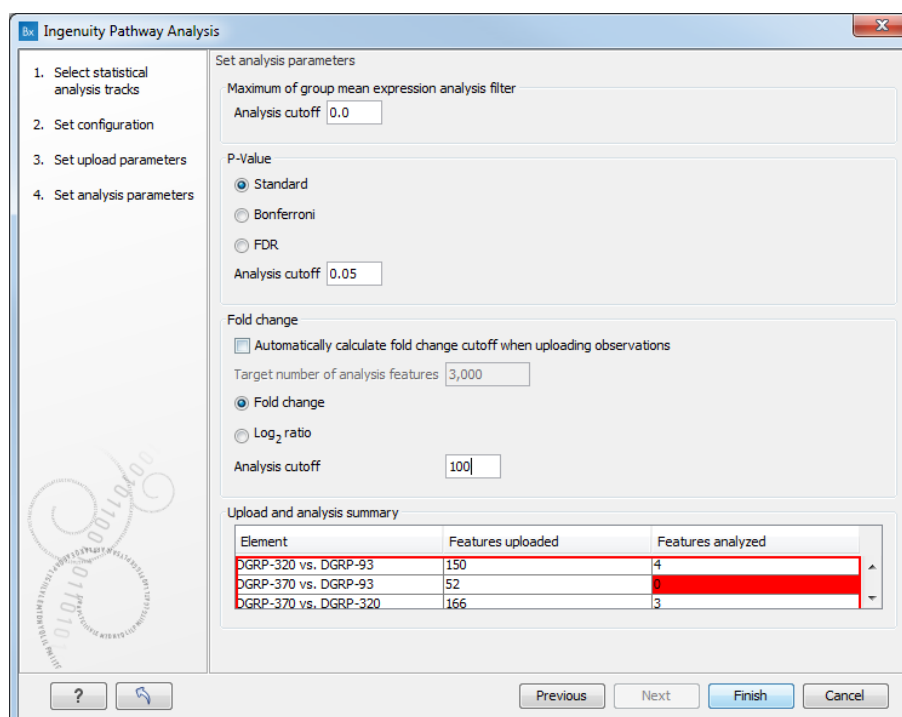 Bx Ingenuity Pathway Analysis
1. Select statistical
analysis tracks
2. Set configuration
3. Set upload parameters
4. Set analysis parameters
Set analysis parameters
Maximum of group mean expression analysis filter
Analysis cutoff 0.0
P-Value
Standard
Bonferroni
FDR
Analysis cutoff 0.05
Fold change
Automatically calculate fold change cutoff when uploading observations
Target number of analysis features 3,000
Fold change
Log2 ratio
Analysis cutoff 100
Upload and analysis summary
Element Features uploaded Features analyzed
DGRP-320 vs. DGRP-93 150 4
DGRP-370 vs. DGRP-93 52 0
DGRP-370 vs. DGRP-320 166 3
? Previous Next Finish Cancel